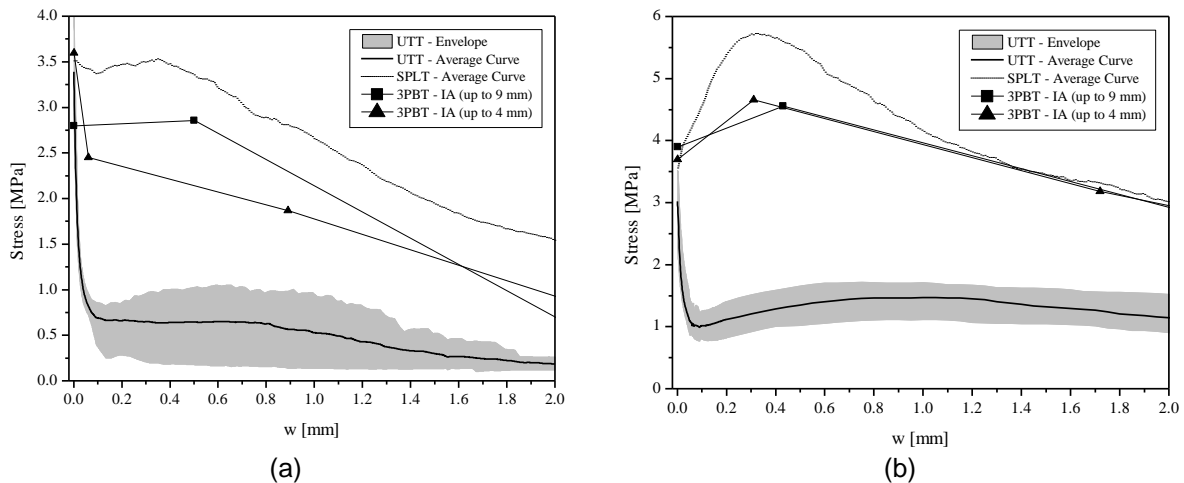 4.0
3.5
3.0
2.5
2.0
1.5
1.0
0.5
0.0
Stress [MPa]
UTT - Envelope
UTT - Average Curve
SPLT - Average Curve
3PBT - IA (up to 9 mm)
3PBT - IA (up to 4 mm)
0.0 0.2 0.4 0.6 0.8 1.0 1.2 1.4 1.6 1.8 2.0
w [mm]
(a)
6
5
4
3
2
1
0
Stress [MPa]
UTT - Envelope
UTT - Average Curve
SPLT - Average Curve
3PBT - IA (up to 9 mm)
3PBT - IA (up to 4 mm)
0.0 0.2 0.4 0.6 0.8 1.0 1.2 1.4 1.6 1.8 2.0
w [mm]
(b)